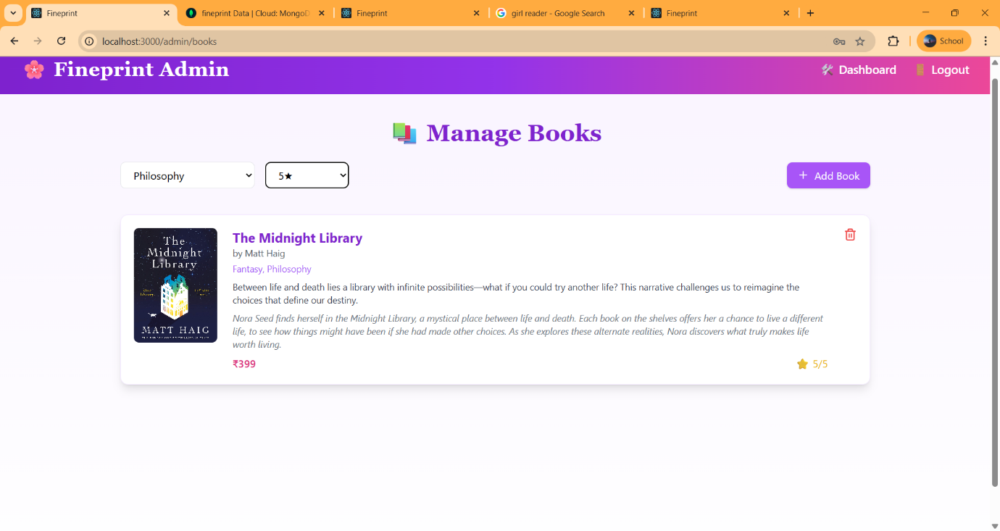 Fineprint
fineprint Data | Cloud: MongoD
Fineprint
girl reader - Google Search
Fineprint
localhost:3000/admin/books
School
Fineprint Admin
Dashboard
Logout
Manage Books
Philosophy
5★
+ Add Book
The
Midnight
Library
MATT HAIG
The Midnight Library
by Matt Haig
Fantasy, Philosophy
Between life and death lies a library with infinite possibilities—what if you could try another life? This narrative challenges us to reimagine the
choices that define our destiny.
Nora Seed finds herself in the Midnight Library, a mystical place between life and death. Each book on the shelves offers her a chance to live a different
life, to see how things might have been if she had made other choices. As she explores these alternate realities, Nora discovers what truly makes life
worth living.
₹399
5/5